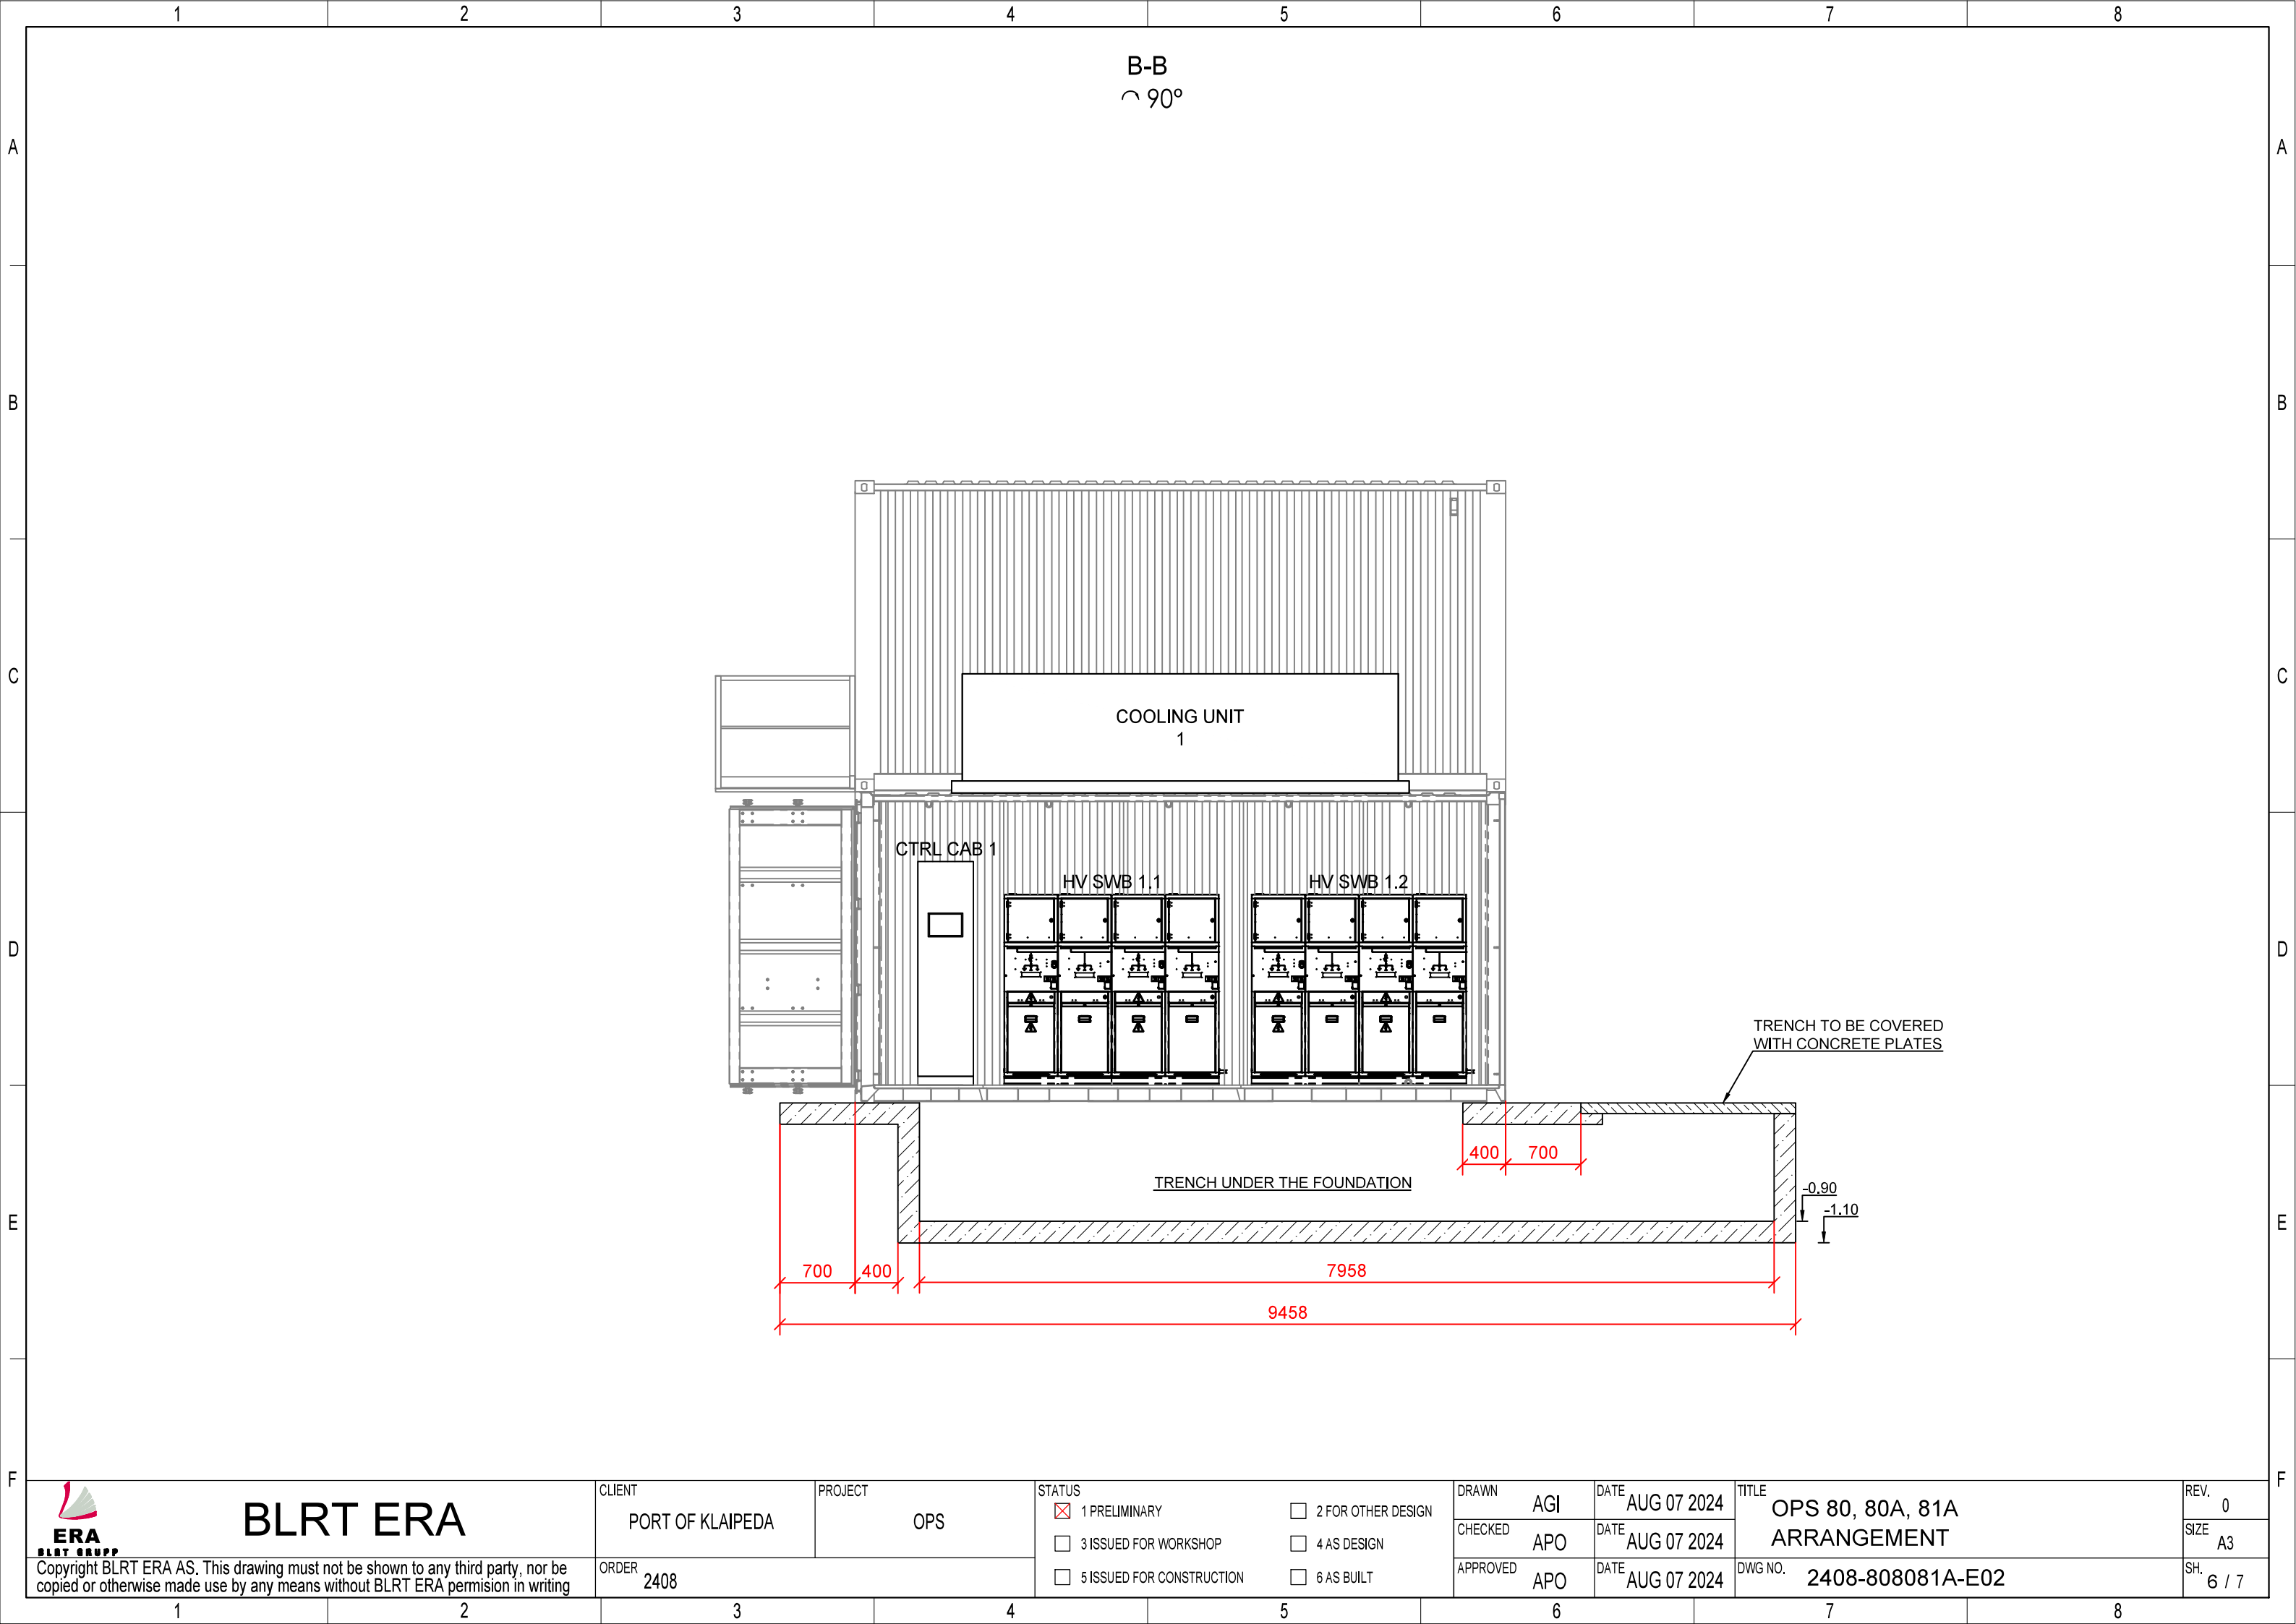 1 2 3 4 5 6 7 8
B-B
90°
A A
B B
C C
COOLING UNIT
1
CTRL CAB 1
HV SWB 1.1 HV SWB 1.2
D D
TRENCH TO BE COVERED
WITH CONCRETE PLATES
400 700
TRENCH UNDER THE FOUNDATION
-0.90
-1.10
E E
700 400 7958
9458
F F
ERA
BLRT GRUPP
BLRT ERA
Copyright BLRT ERA AS. This drawing must not be shown to any third party, nor be
copied or otherwise made use by any means without BLRT ERA permision in writing
CLIENT
PORT OF KLAIPEDA
PROJECT
OPS
ORDER
2408
STATUS
1 PRELIMINARY 2 FOR OTHER DESIGN
3 ISSUED FOR WORKSHOP 4 AS DESIGN
5 ISSUED FOR CONSTRUCTION 6 AS BUILT
DRAWN AGI DATE AUG 07 2024
CHECKED APO DATE AUG 07 2024
APPROVED APO DATE AUG 07 2024
TITLE
OPS 80, 80A, 81A
ARRANGEMENT
DWG NO. 2408-808081A-E02
REV. 0
SIZE A3
SH. 6 / 7
1 2 3 4 5 6 7 8